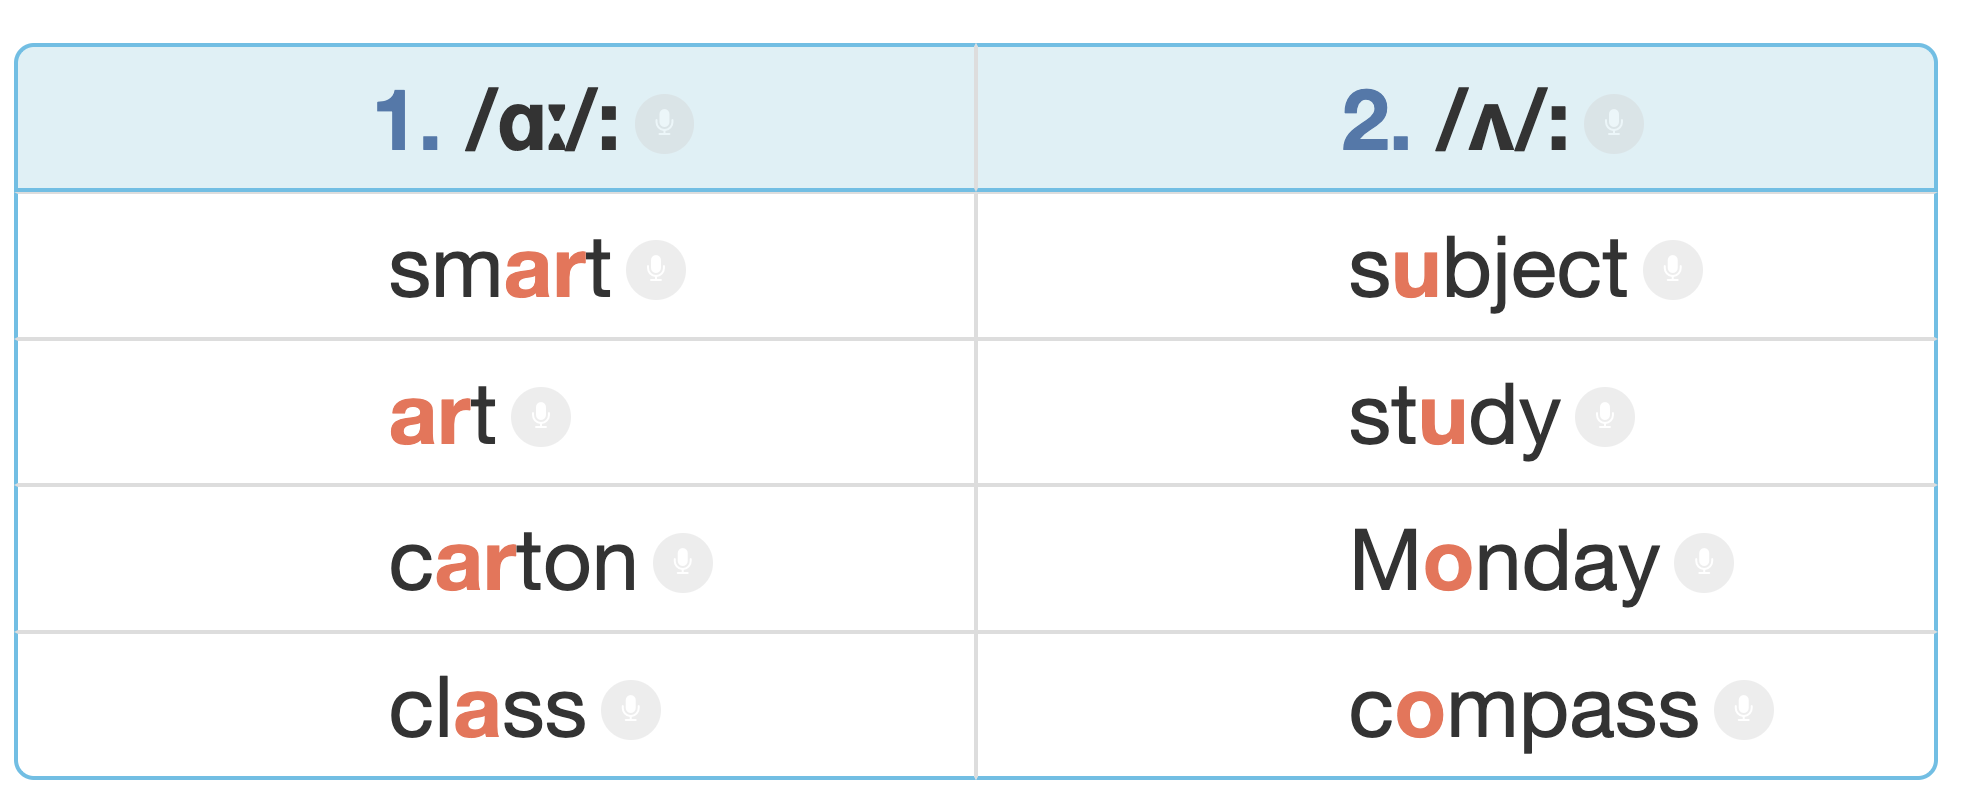 1. /ɑː/:
2. /ʌ/:
smart
subject
art
study
carton
Monday
class
compass